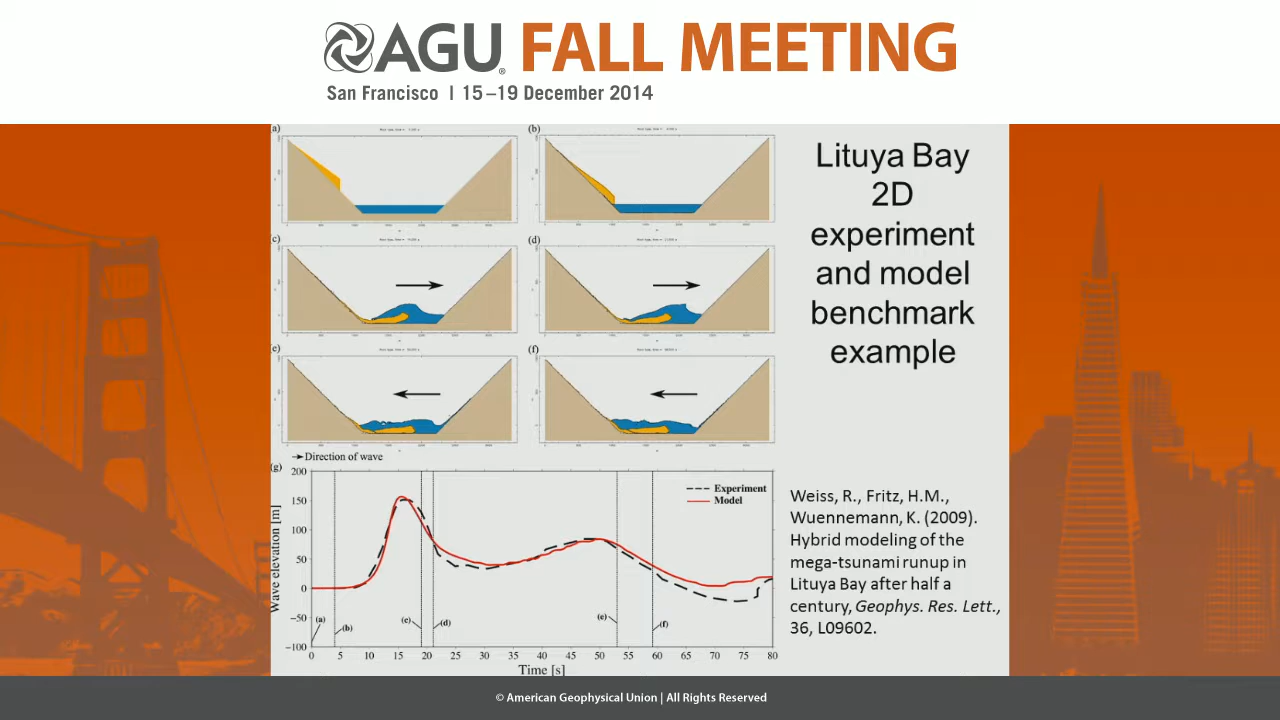 AGU FALL MEETING
San Francisco | 15–19 December 2014
(a)
(b)
(c)
(d)
(e)
(f)
Direction of wave
(g)
200
150
100
50
0
−50
−100
Wave elevation [m]
Experiment
Model
(a)
(b)
(c)
(d)
(e)
(f)
0 5 10 15 20 25 30 35 40 45 50 55 60 65 70 75 80
Time [s]
Lituya Bay
2D
experiment
and model
benchmark
example
Weiss, R., Fritz, H.M.,
Wuennemann, K. (2009).
Hybrid modeling of the
mega-tsunami runup in
Lituya Bay after half a
century, Geophys. Res. Lett.,
36, L09602.
© American Geophysical Union | All Rights Reserved